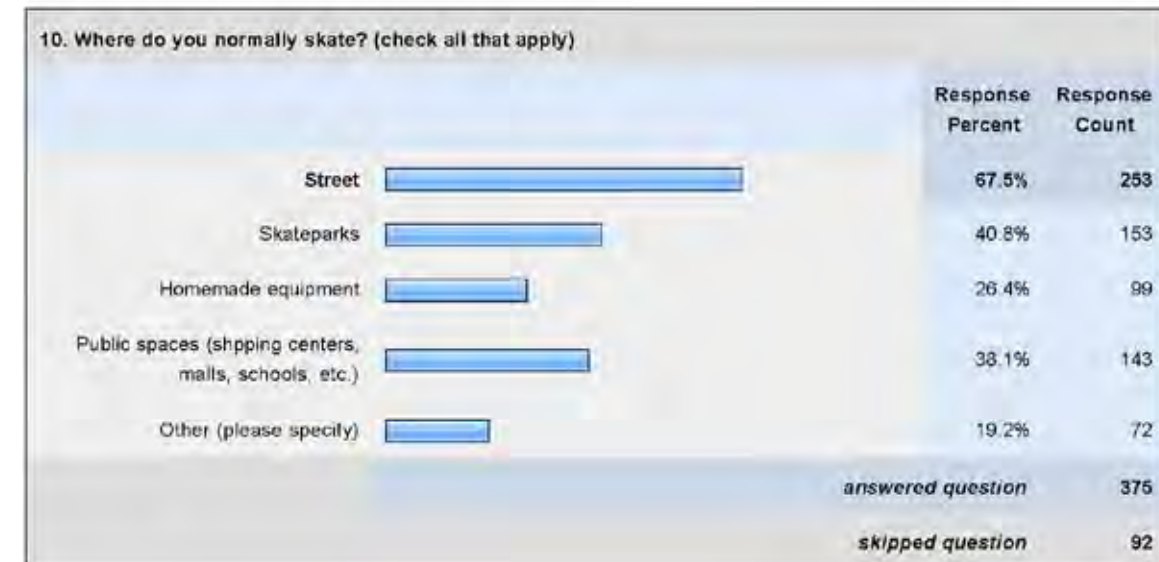 10. Where do you normally skate? (check all that apply)
Response Percent Response Count
Street 67.5% 253
Skateparks 40.8% 153
Homemade equipment 26.4% 99
Public spaces (shpping centers, malls, schools, etc.) 38.1% 143
Other (please specify) 19.2% 72
answered question 375
skipped question 92